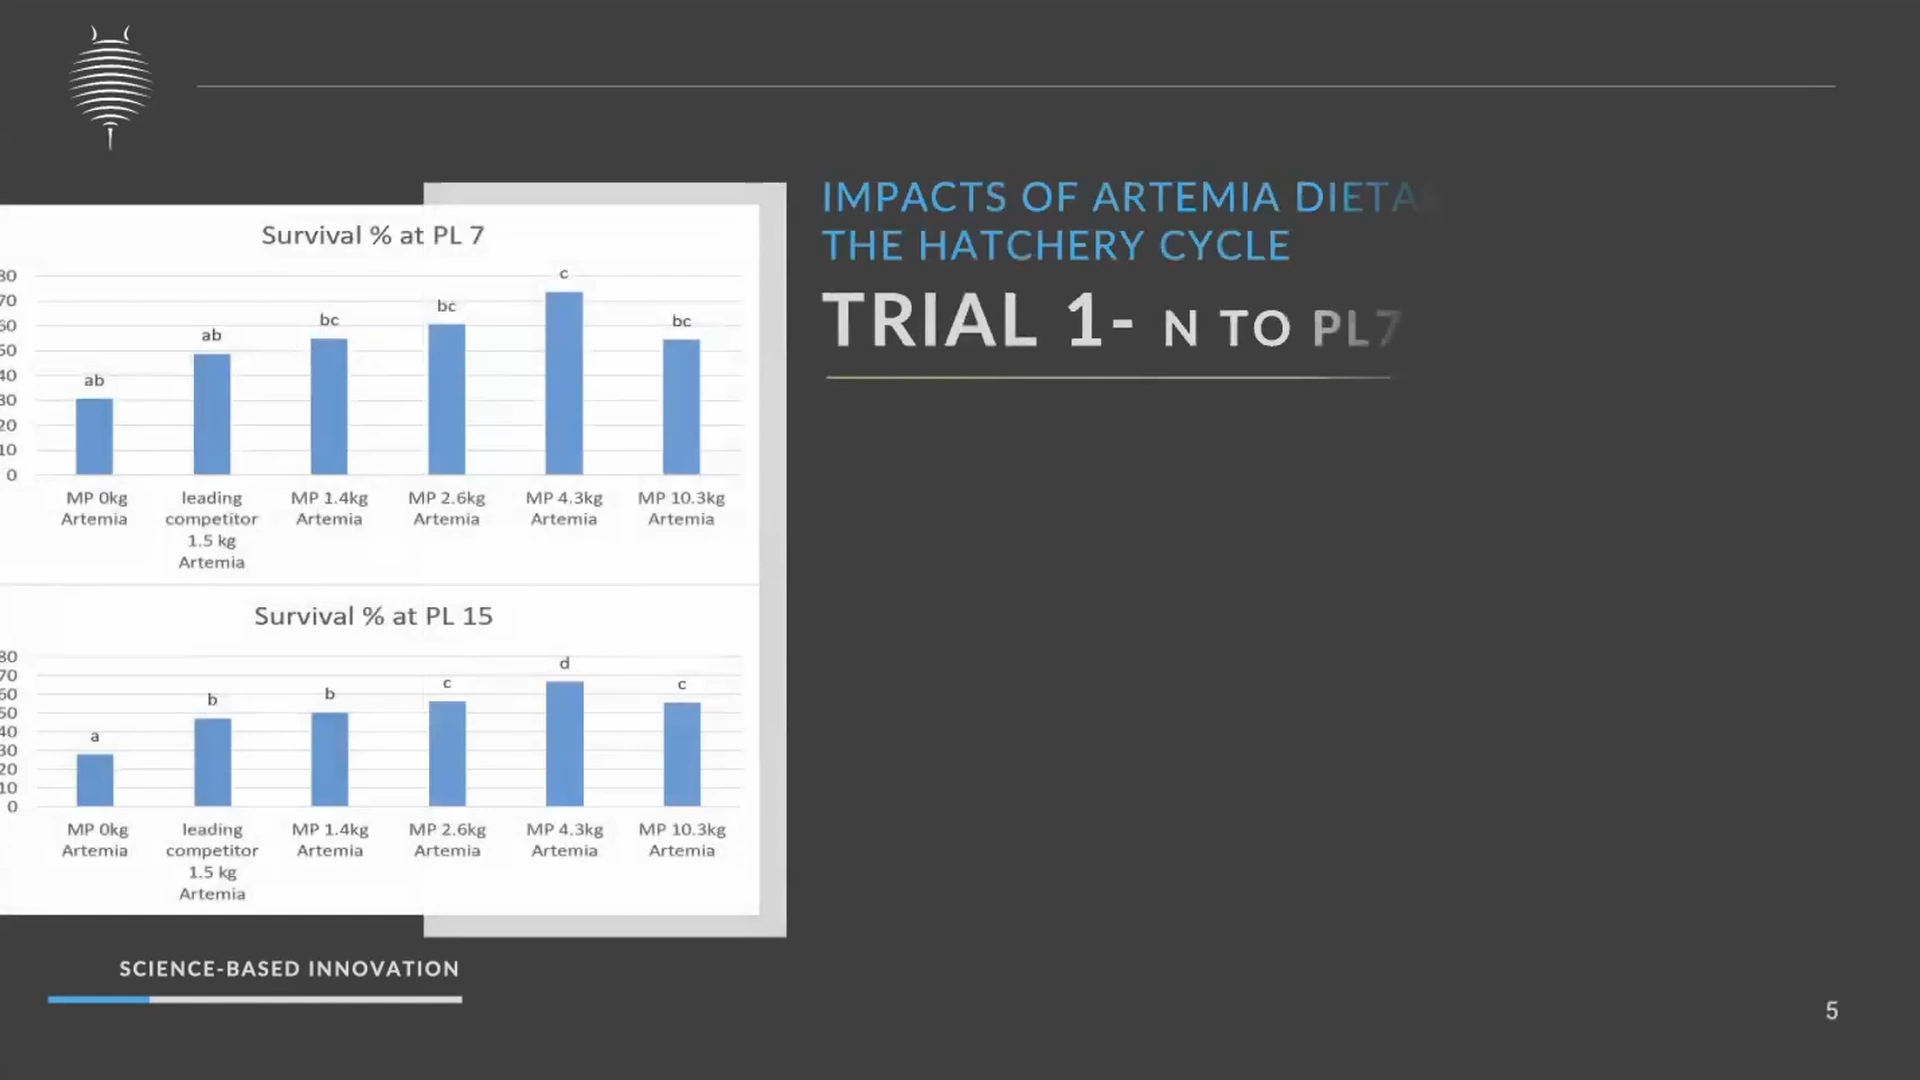 IMPACTS OF ARTEMIA
THE HATCHERY CYCLE
TRIAL 1- N TO PL7
Survival % at PL 7
80
70
60
50
40
30
20
10
0
ab
ab
bc
bc
c
bc
MP 0kg Artemia
leading competitor 1.5 kg Artemia
MP 1.4kg Artemia
MP 2.6kg Artemia
MP 4.3kg Artemia
MP 10.3kg Artemia
Survival % at PL 15
80
70
60
50
40
30
20
10
0
a
b
b
c
d
c
MP 0kg Artemia
leading competitor 1.5 kg Artemia
MP 1.4kg Artemia
MP 2.6kg Artemia
MP 4.3kg Artemia
MP 10.3kg Artemia
SCIENCE-BASED INNOVATION
5